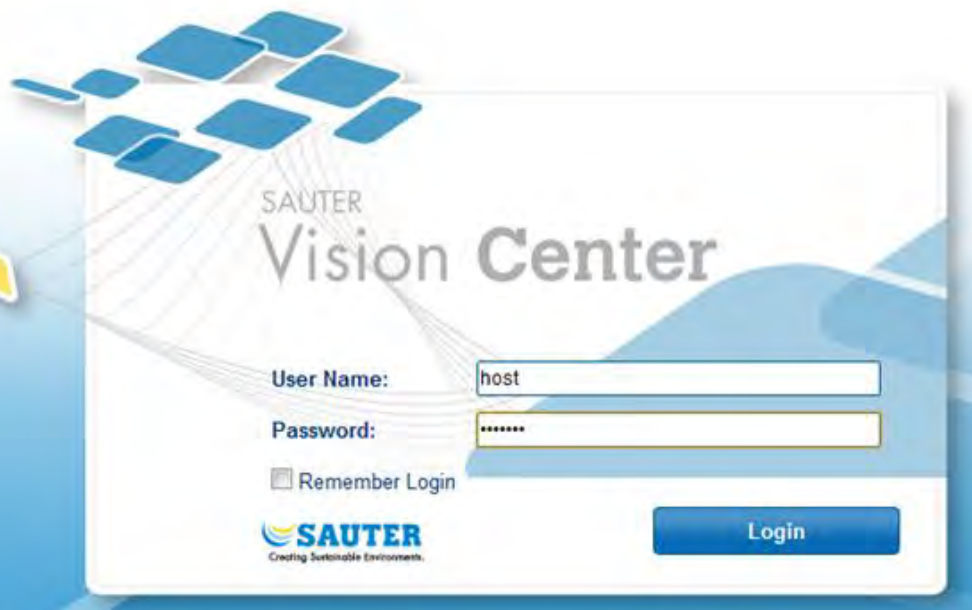 SAUTER
Vision Center
User Name: host
Password: •••••••
Remember Login
SAUTER
Creating Sustainable Environments.
Login